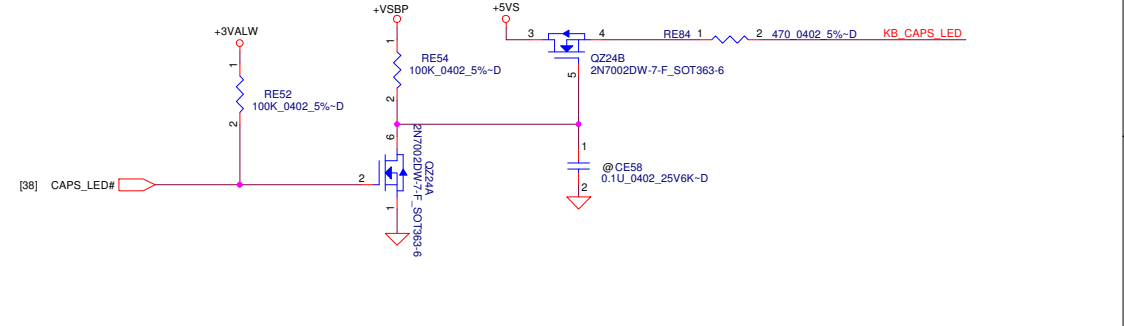 +VSBP
+5VS
+3VALW
3
4
RE84
1
2
470_0402_5%~D
KB_CAPS_LED
1
RE54
100K_0402_5%~D
2
QZ24B
2N7002DW-7-F_SOT363-6
5
1
RE52
100K_0402_5%~D
2
6
2N7002DW-7-F_SOT363-6
QZ24A
1
@
CE58
0.1U_0402_25V6K~D
2
[38]
CAPS_LED#
2
1